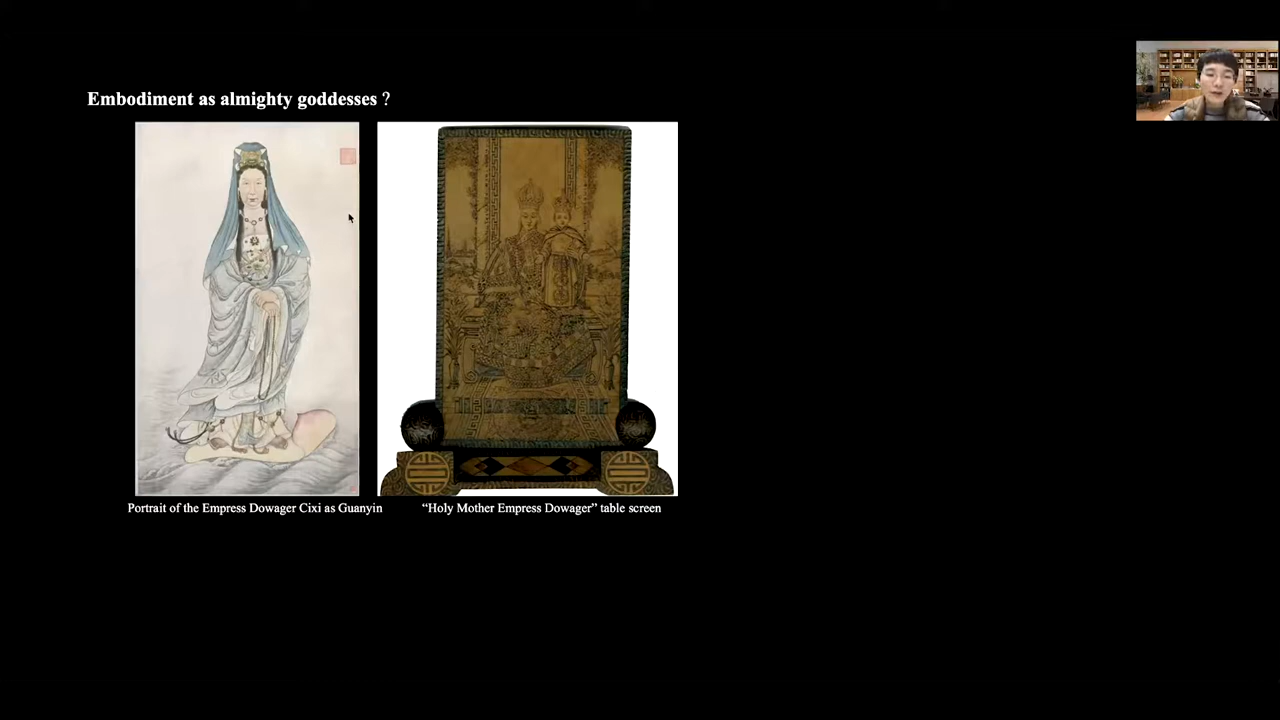 Embodiment as almighty goddesses ?
Portrait of the Empress Dowager Cixi as Guanyin
“Holy Mother Empress Dowager” table screen